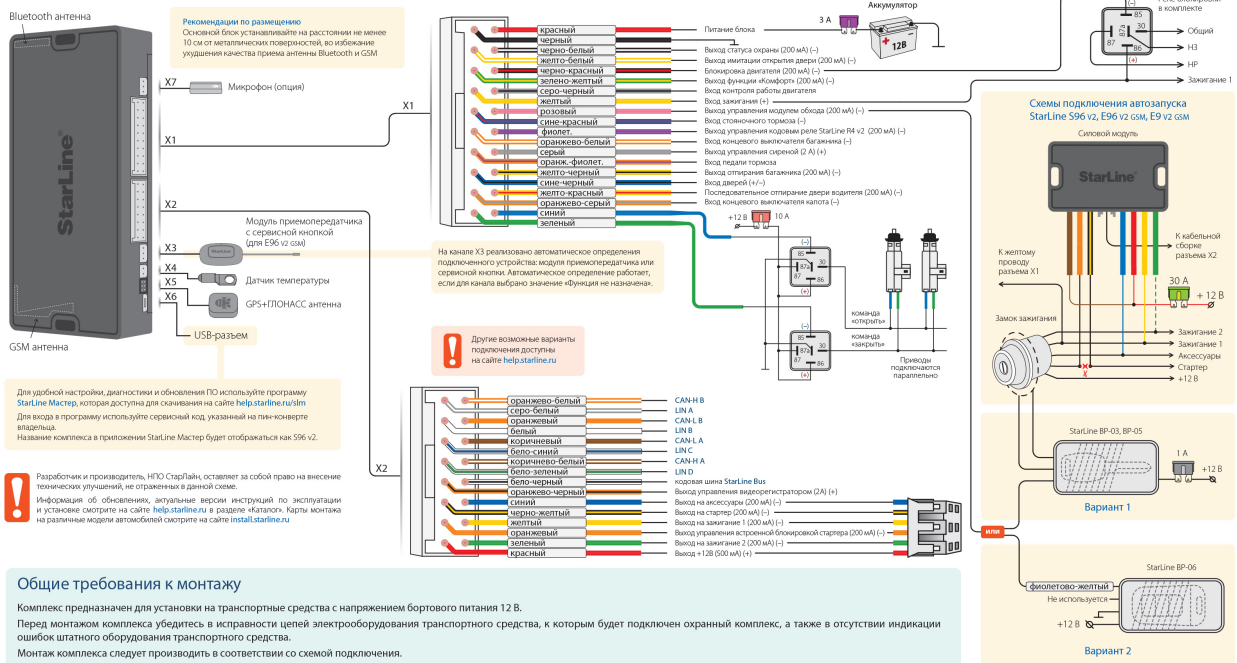 Bluetooth антенна
Рекомендации по размещению
Основной блок устанавливайте на расстоянии не менее
10 см от металлических поверхностей, во избежание
ухудшения качества приема антенны Bluetooth и GSM
StarLine
X7
Микрофон (опция)
X1
X1
X2
X3
Модуль приемопередатчика
с сервисной кнопкой
(для E96 v2 GSM)
StarLine
X4
Датчик температуры
X5
GPS+ГЛОНАСС антенна
X6
USB-разъем
GSM антенна
На канале X3 реализовано автоматическое определения
подключенного устройства: модуля приемопередатчика или
сервисной кнопки. Автоматическое определение работает,
если для канала выбрано значение «Функция не назначена».
Другие возможные варианты
подключения доступны
на сайте help.starline.ru
Для удобной настройки, диагностики и обновления ПО используйте программу
StarLine Мастер, которая доступна для скачивания на сайте help.starline.ru/slm
Для входа в программу используйте сервисный код, указанный на пин-конверте
владельца.
Название комплекса в приложении StarLine Мастер будет отображаться как S96 v2.
Разработчик и производитель, НПО СтарЛайн, оставляет за собой право на внесение
технических улучшений, не отраженных в данной схеме.
Информация об обновлениях, актуальные версии инструкций по эксплуатации
и установке смотрите на сайте help.starline.ru в разделе «Каталог». Карты монтажа
на различные модели автомобилей смотрите на сайте install.starline.ru
красный Питание блока
3 А
Аккумулятор
12В
черный
черно-белый Выход статуса охраны (200 мА) (–)
желто-белый Выход имитации открытия двери (200 мА) (–)
черно-красный Блокировка двигателя (200 мА) (–)
зелено-желтый Выход функции «Комфорт» (200 мА) (–)
серо-черный Вход контроля работы двигателя
желтый Вход зажигания (+)
розовый Выход управления модулем обхода (200 мА) (–)
сине-красный Вход стояночного тормоза (–)
фиолет. Выход управления кодовым реле StarLine R4 v2 (200 мА) (–)
оранжево-белый Вход концевого выключателя багажника (–)
серый Выход управления сиреной (2 А) (+)
оранж.-фиолет. Вход педали тормоза
желто-черный Выход отпирания багажника (200 мА) (–)
сине-черный Вход дверей (+/–)
желто-красный Последовательное отпирание двери водителя (200 мА) (–)
оранжево-серый Вход концевого выключателя капота (–)
синий
зеленый
+12 В
10 А
(–)
85
87a
30
87
86
(+)
(–)
85
87a
30
87
86
(+)
команда
«открыть»
команда
«закрыть»
Приводы
подключаются
параллельно
X2
оранжево-белый CAN-H B
серо-белый LIN A
оранжевый CAN-L B
белый LIN B
коричневый CAN-L A
бело-синий LIN C
коричнево-белый CAN-H A
бело-зеленый LIN D
бело-черный кодовая шина StarLine Bus
оранжево-черный Выход управления видеорегистратором (2А) (+)
синий Выход на аксессуары (200 мА) (–)
черно-желтый Выход на стартер (200 мА) (–)
желтый Выход на зажигание 1 (200 мА) (–)
оранжевый Выход управления встроенной блокировкой стартера (200 мА) (–)
зеленый Выход на зажигание 2 (200 мА) (–)
красный Выход +12В (500 мА) (+)
в комплекте
(–)
85
87a
30
87
86
(+)
Общий
НЗ
НР
Зажигание 1
Схемы подключения автозапуска
StarLine S96 v2, E96 v2 GSM, E9 v2 GSM
Силовой модуль
StarLine
К желтому
проводу
разъема X1
К кабельной
сборке
разъема X2
30 А
+ 12 В
Замок зажигания
Зажигание 2
Зажигание 1
Аксессуары
Стартер
+12 В
StarLine BP-03, BP-05
1 А
+12 В
Вариант 1
или
StarLine BP-06
фиолетово-желтый
Не используется
+12 В
Вариант 2
Общие требования к монтажу
Комплекс предназначен для установки на транспортные средства с напряжением бортового питания 12 В.
Перед монтажом комплекса убедитесь в исправности цепей электрооборудования транспортного средства, к которым будет подключен охранный комплекс, а также в отсутствии индикации
ошибок штатного оборудования транспортного средства.
Монтаж комплекса следует производить в соответствии со схемой подключения.